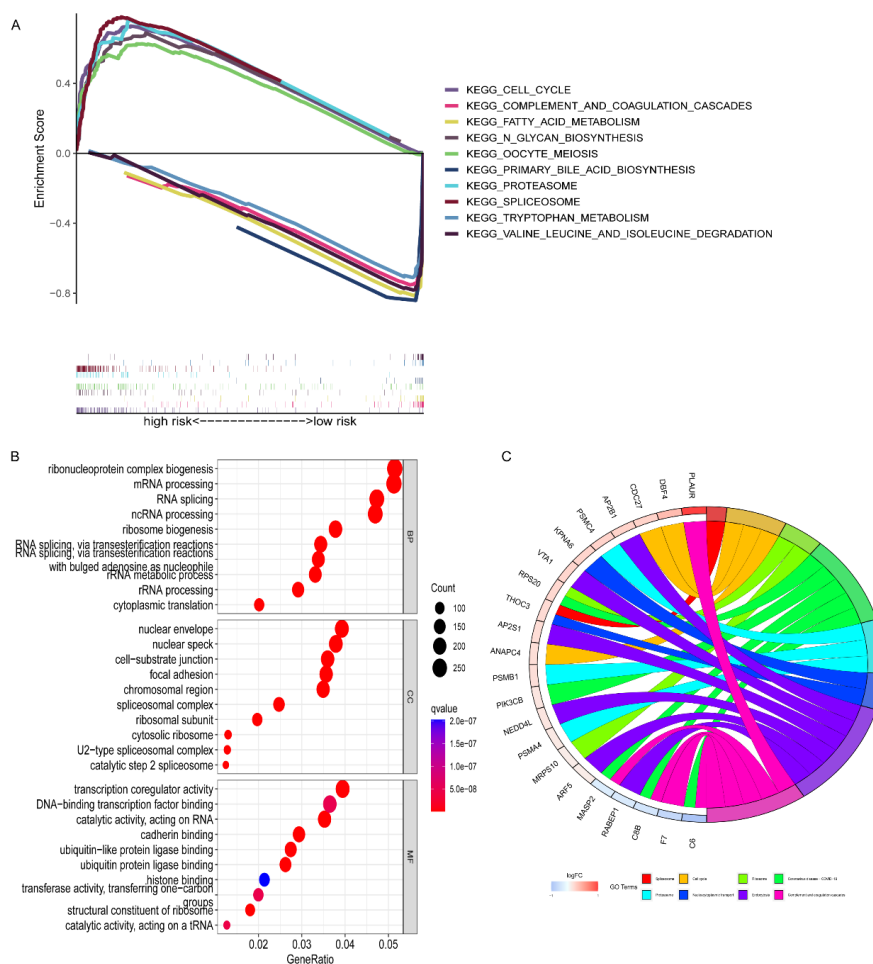 A
0.4
0.0
−0.4
−0.8
Enrichment Score
KEGG_CELL_CYCLE
KEGG_COMPLEMENT_AND_COAGULATION_CASCADES
KEGG_FATTY_ACID_METABOLISM
KEGG_N_GLYCAN_BIOSYNTHESIS
KEGG_OOCYTE_MEIOSIS
KEGG_PRIMARY_BILE_ACID_BIOSYNTHESIS
KEGG_PROTEASOME
KEGG_SPLICEOSOME
KEGG_TRYPTOPHAN_METABOLISM
KEGG_VALINE_LEUCINE_AND_ISOLEUCINE_DEGRADATION
high risk<-------------->low risk
B
ribonucleoprotein complex biogenesis
mRNA processing
RNA splicing
ncRNA processing
ribosome biogenesis
RNA splicing, via transesterification reactions
RNA splicing, via transesterification reactions
with bulged adenosine as nucleophile
rRNA metabolic process
rRNA processing
cytoplasmic translation
BP
nuclear envelope
nuclear speck
cell-substrate junction
focal adhesion
chromosomal region
spliceosomal complex
ribosomal subunit
cytosolic ribosome
U2-type spliceosomal complex
catalytic step 2 spliceosome
CC
transcription coregulator activity
DNA-binding transcription factor binding
catalytic activity, acting on RNA
cadherin binding
ubiquitin-like protein ligase binding
ubiquitin protein ligase binding
histone binding
transferase activity, transferring one-carbon
groups
structural constituent of ribosome
catalytic activity, acting on a tRNA
MF
0.02 0.03 0.04 0.05
GeneRatio
Count
100
150
200
250
qvalue
2.0e-07
1.5e-07
1.0e-07
5.0e-08
C
PLAUR
DBF4
CDC27
AP2B1
PSMC4
KPNA6
VTA1
RPS20
THOC3
AP2S1
ANAPC4
PSMB1
PIK3CB
NEDD4L
PSMA4
MRPS10
ARF5
MASP2
RABEP1
C8B
F7
C6
logFC
GO Terms
Spliceosome
Cell cycle
Ribosome
Proteasome
Nucleocytoplasmic transport
Endocytosis
Complement and coagulation cascades